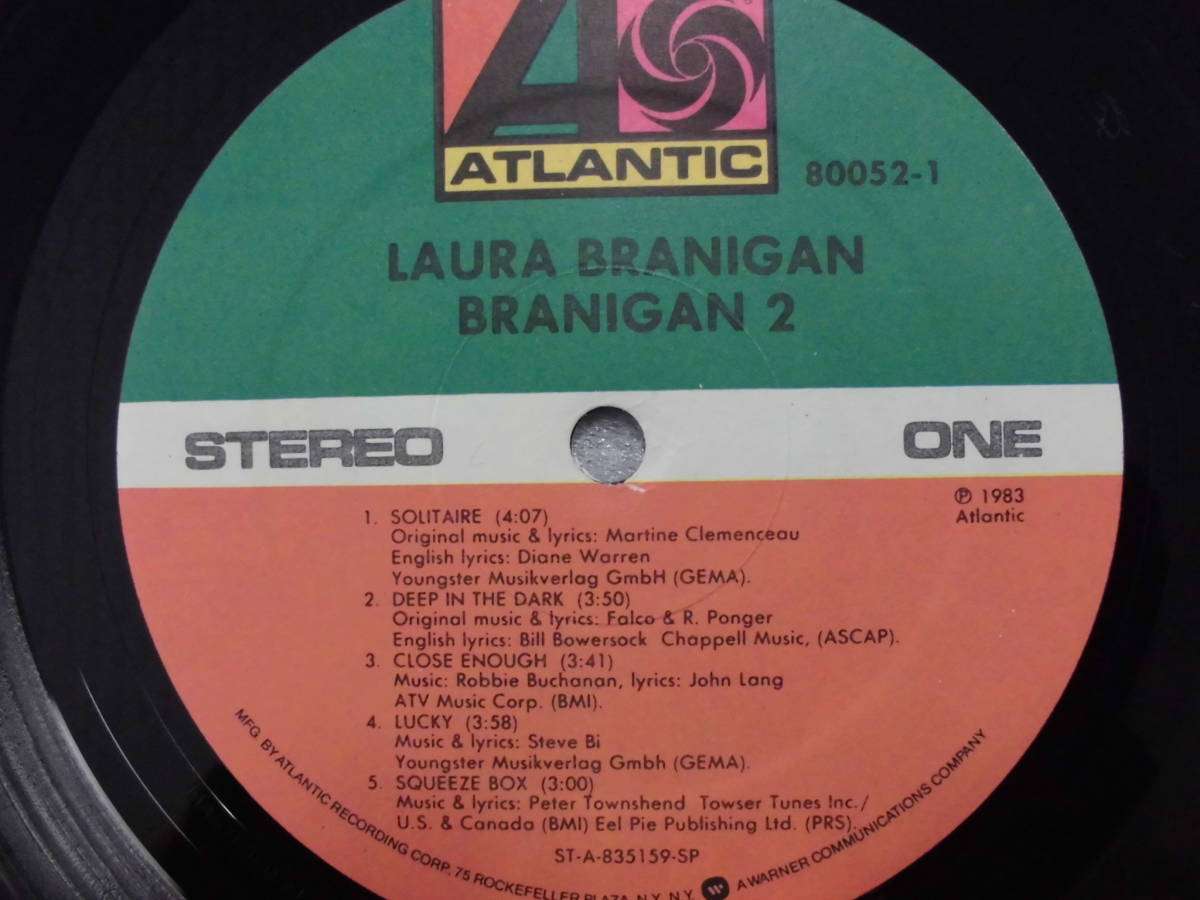 ATLANTIC
80052-1
LAURA BRANIGAN
BRANIGAN 2
STEREO
ONE
℗ 1983
Atlantic
1. SOLITAIRE (4:07)
Original music & lyrics: Martine Clemenceau
English lyrics: Diane Warren
Youngster Musikverlag GmbH (GEMA).
2. DEEP IN THE DARK (3:50)
Original music & lyrics: Falco & R. Ponger
English lyrics: Bill Bowersock Chappell Music, (ASCAP).
3. CLOSE ENOUGH (3:41)
Music: Robbie Buchanan, lyrics: John Lang
ATV Music Corp. (BMI).
4. LUCKY (3:58)
Music & lyrics: Steve Bi
Youngster Musikverlag Gmbh (GEMA).
5. SQUEEZE BOX (3:00)
Music & lyrics: Peter Townshend Towser Tunes Inc./
U.S. & Canada (BMI) Eel Pie Publishing Ltd. (PRS).
ST-A-835159-SP
MFG. BY ATLANTIC RECORDING CORP. 75 ROCKEFELLER PLAZA, N.Y. N.Y. A WARNER COMMUNICATIONS COMPANY